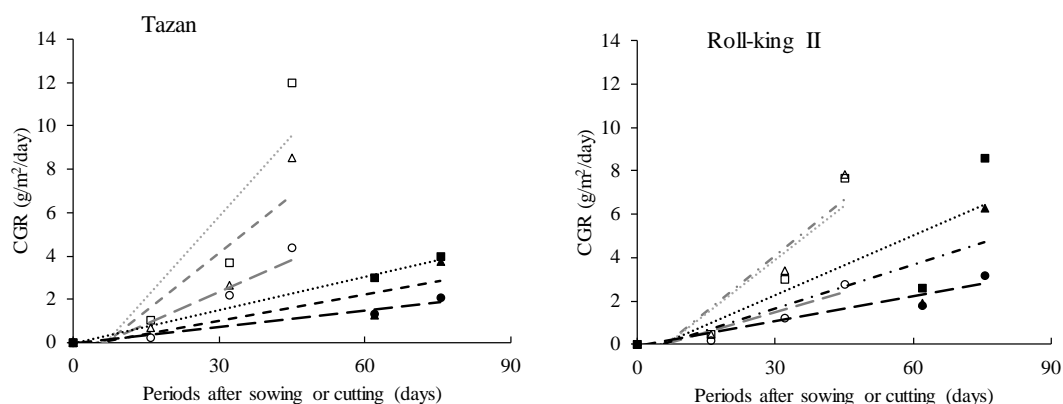 Tazan
14
12
10
8
6
4
2
0
CGR (g/m²/day)
0 30 60 90
Periods after sowing or cutting (days)
Roll-king II
14
12
10
8
6
4
2
0
CGR (g/m²/day)
0 30 60 90
Periods after sowing or cutting (days)